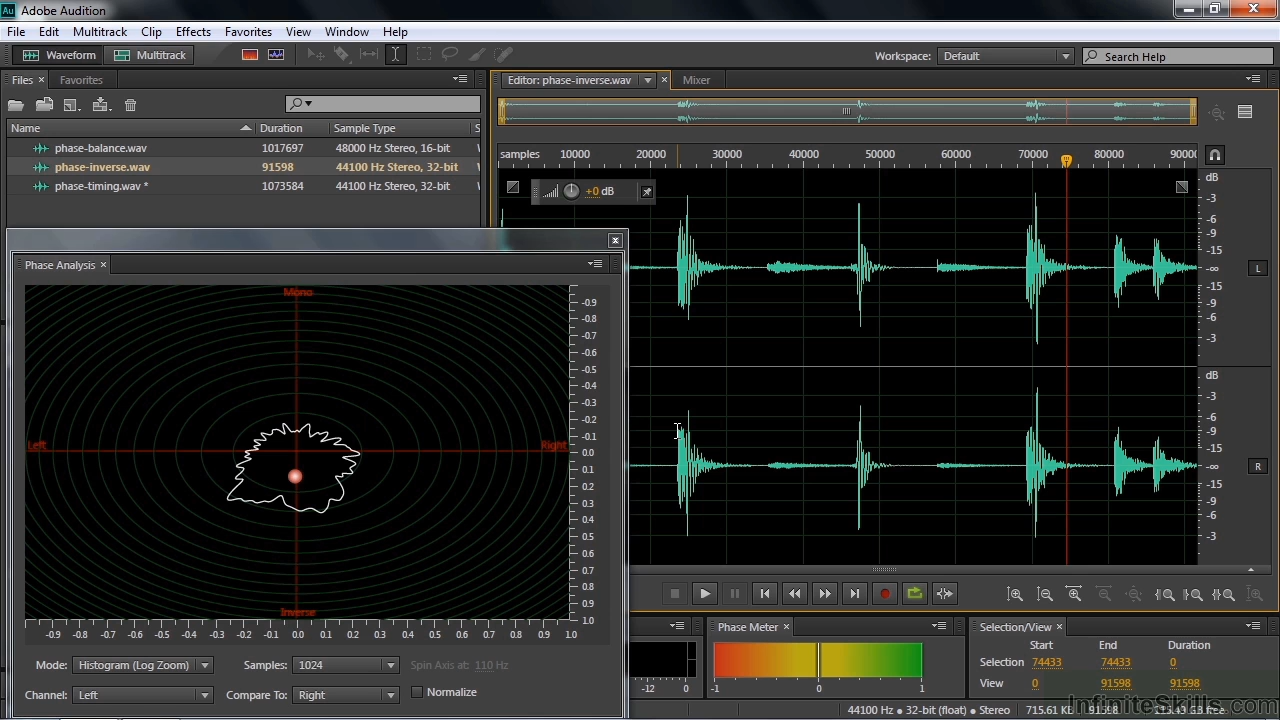 Au Adobe Audition
File Edit Multitrack Clip Effects Favorites View Window Help
Waveform Multitrack Workspace: Default Search Help
Files Favorites
Editor: phase-inverse.wav Mixer
Name Duration Sample Type S
phase-balance.wav 1017697 48000 Hz Stereo, 16-bit
phase-inverse.wav 91598 44100 Hz Stereo, 32-bit
phase-timing.wav * 1073584 44100 Hz Stereo, 32-bit
samples 10000 20000 30000 40000 50000 60000 70000 80000 90000
+0 dB
dB
-3
-6
-9
-15
-∞
-15
-9
-6
-3
L
dB
-3
-6
-9
-15
-∞
-15
-9
-6
-3
R
Phase Analysis
Mono
Left
Right
Inverse
-0.9
-0.8
-0.7
-0.6
-0.5
-0.4
-0.3
-0.2
-0.1
0.0
0.1
0.2
0.3
0.4
0.5
0.6
0.7
0.8
0.9
1.0
-0.9 -0.8 -0.7 -0.6 -0.5 -0.4 -0.3 -0.2 -0.1 0.0 0.1 0.2 0.3 0.4 0.5 0.6 0.7 0.8 0.9 1.0
Mode: Histogram (Log Zoom) Samples: 1024 Spin Axis at: 110 Hz
Channel: Left Compare To: Right Normalize
-12 0
Phase Meter
-1 0 1
Selection/View
Start End Duration
Selection 74433 74433 0
View 0 91598 91598
44100 Hz • 32-bit (float) • Stereo 715.61 KB 91598 GB free
InfiniteSkills.com